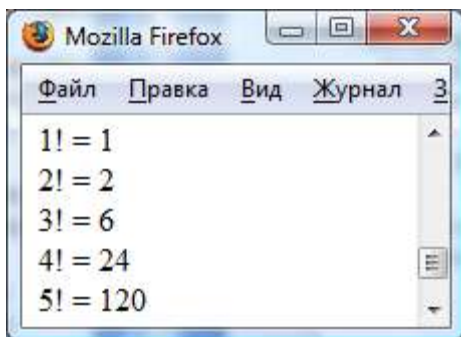 Mozilla Firefox
Файл Правка Вид Журнал З
1! = 1
2! = 2
3! = 6
4! = 24
5! = 120